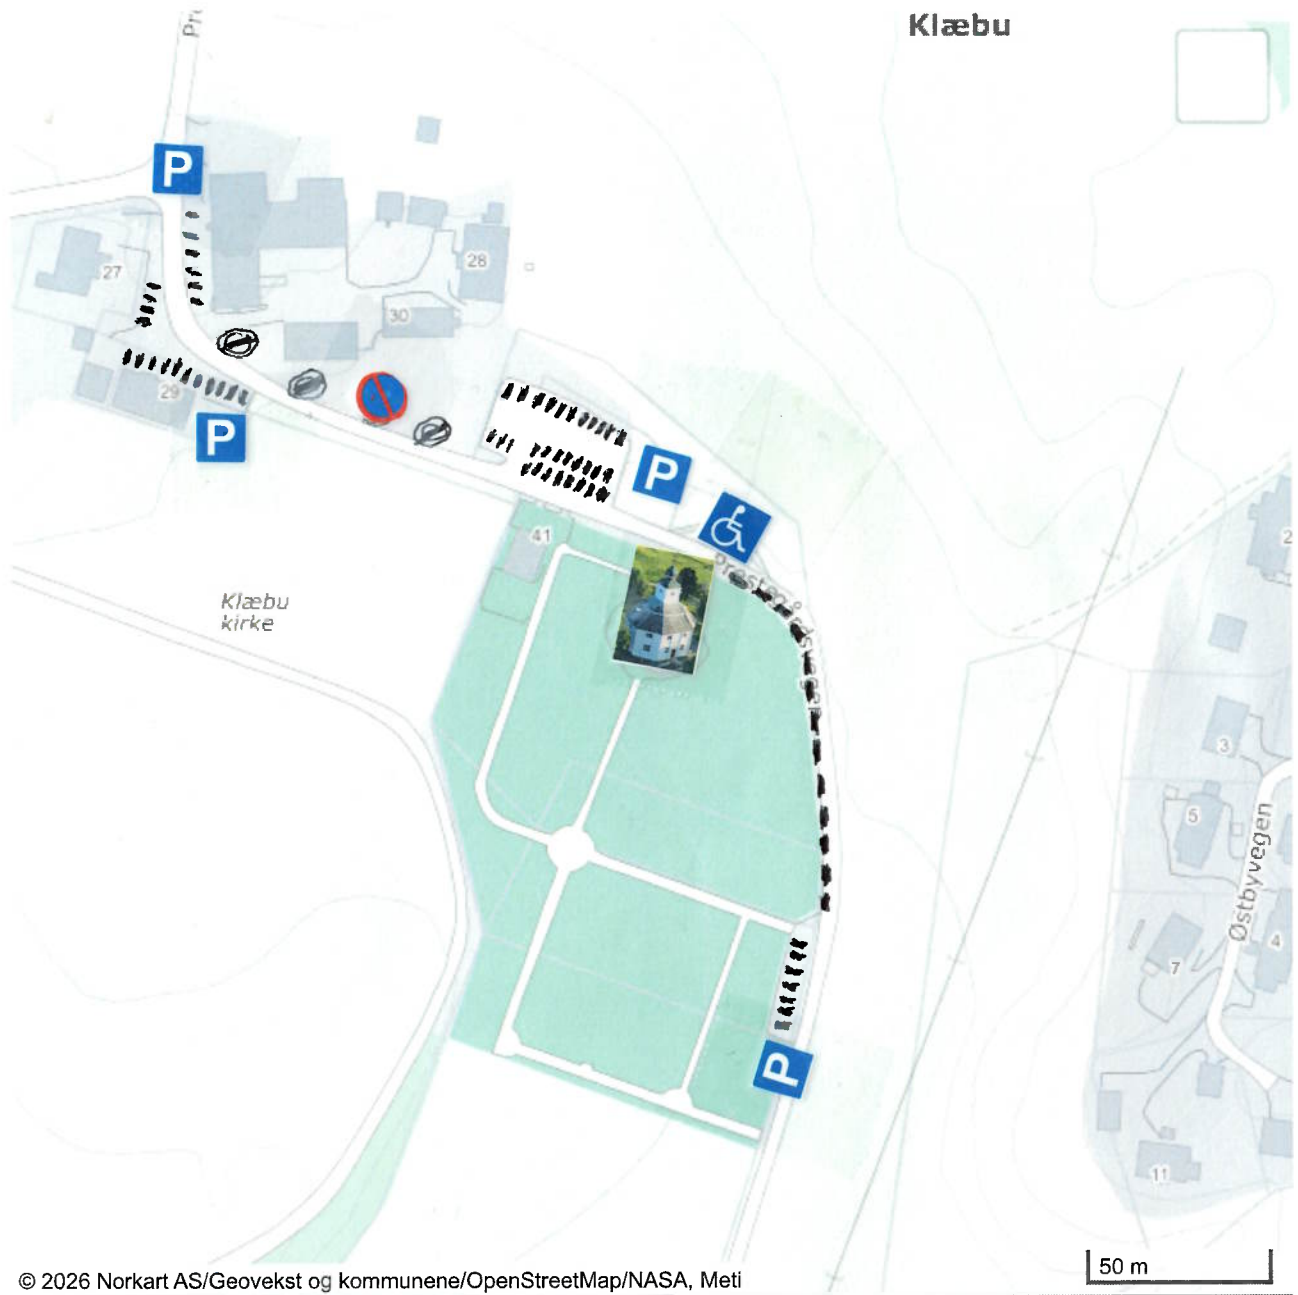 Klæbu
P
27
28
30
29
P
P
41
Klæbu
kirke
Prestegårdsvegen
3
5
Østbyvegen
7
4
P
11
50 m
© 2026 Norkart AS/Geovekst og kommunene/OpenStreetMap/NASA, Meti